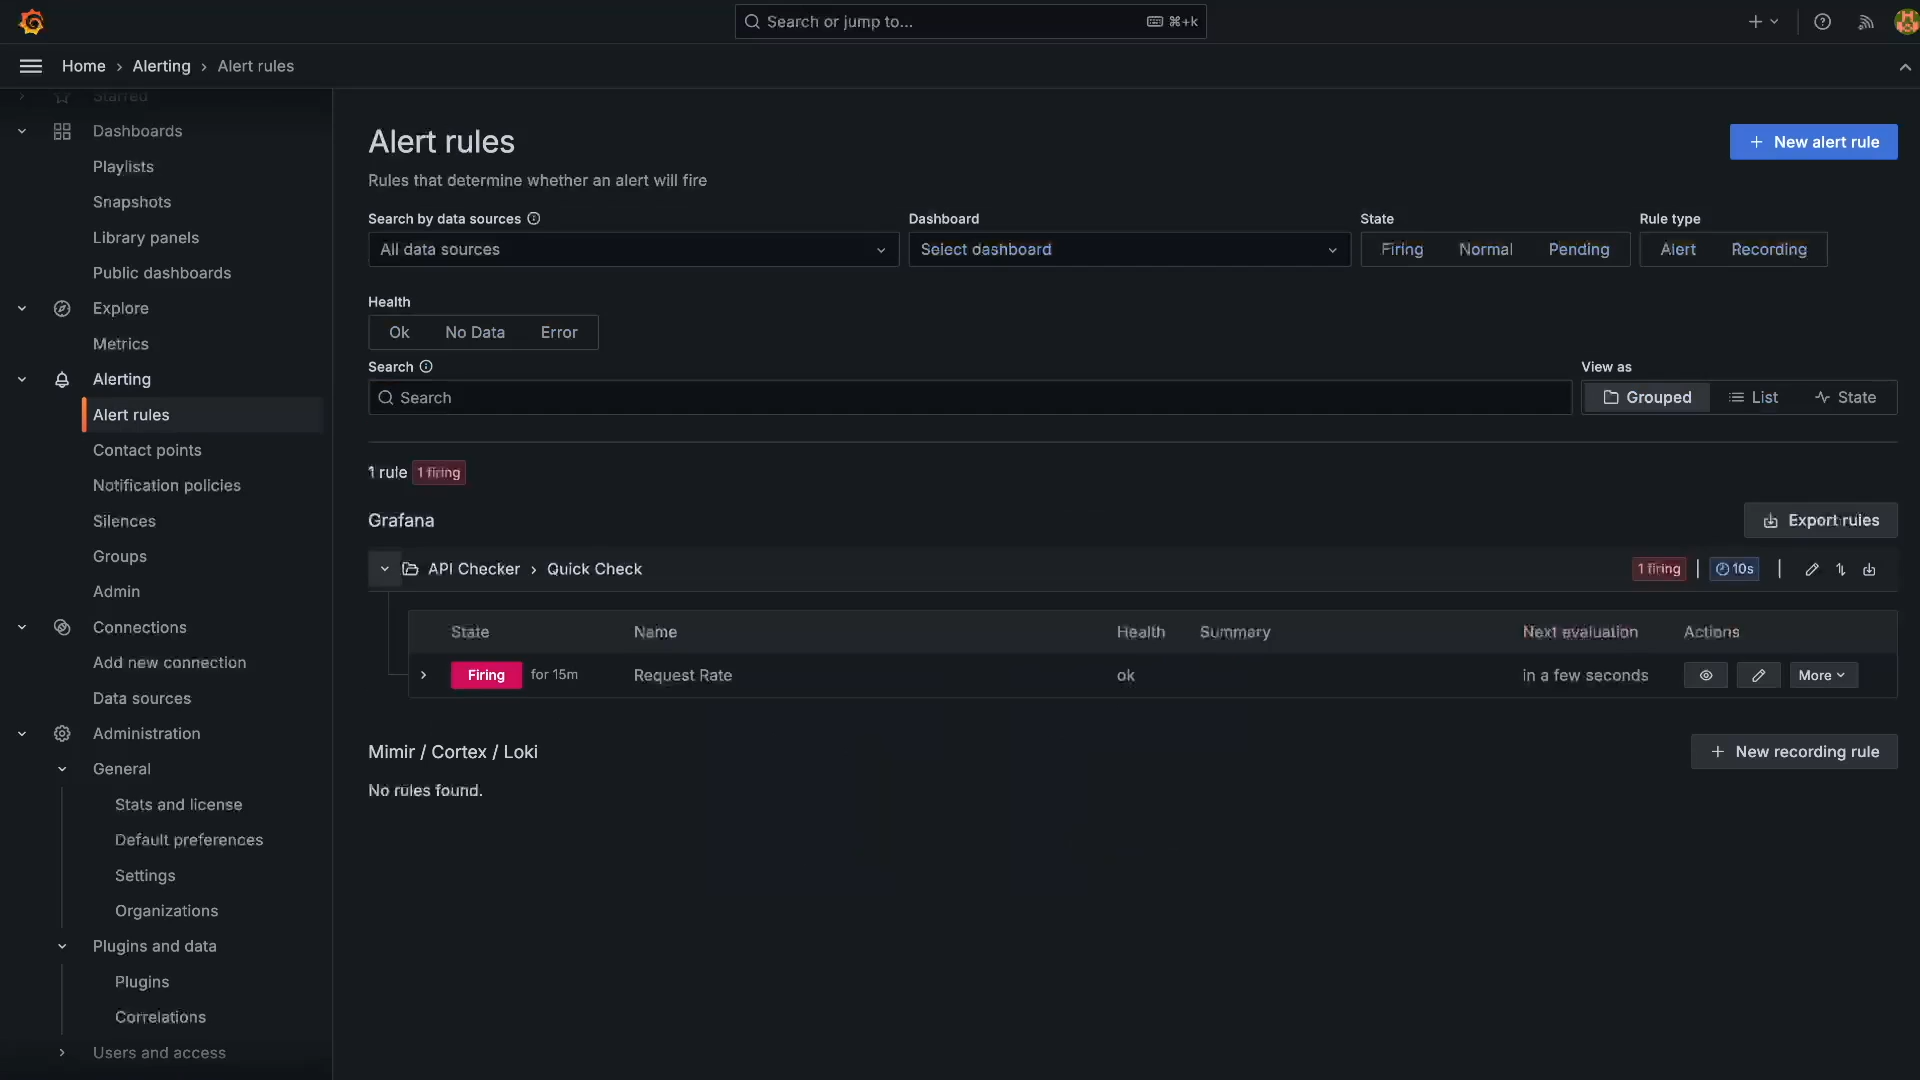 Search or jump to... ⌘+k
Home › Alerting › Alert rules
Starred
Dashboards
Playlists
Snapshots
Library panels
Public dashboards
Explore
Metrics
Alerting
Alert rules
Contact points
Notification policies
Silences
Groups
Admin
Connections
Add new connection
Data sources
Administration
General
Stats and license
Default preferences
Settings
Organizations
Plugins and data
Plugins
Correlations
Users and access
Alert rules
+ New alert rule
Rules that determine whether an alert will fire
Search by data sources Dashboard State Rule type
All data sources Select dashboard Firing Normal Pending Alert Recording
Health
Ok No Data Error
Search View as
Search Grouped List State
1 rule 1 firing
Grafana Export rules
API Checker › Quick Check 1 firing | 10s |
State Name Health Summary Next evaluation Actions
Firing for 15m Request Rate ok in a few seconds More
Mimir / Cortex / Loki + New recording rule
No rules found.